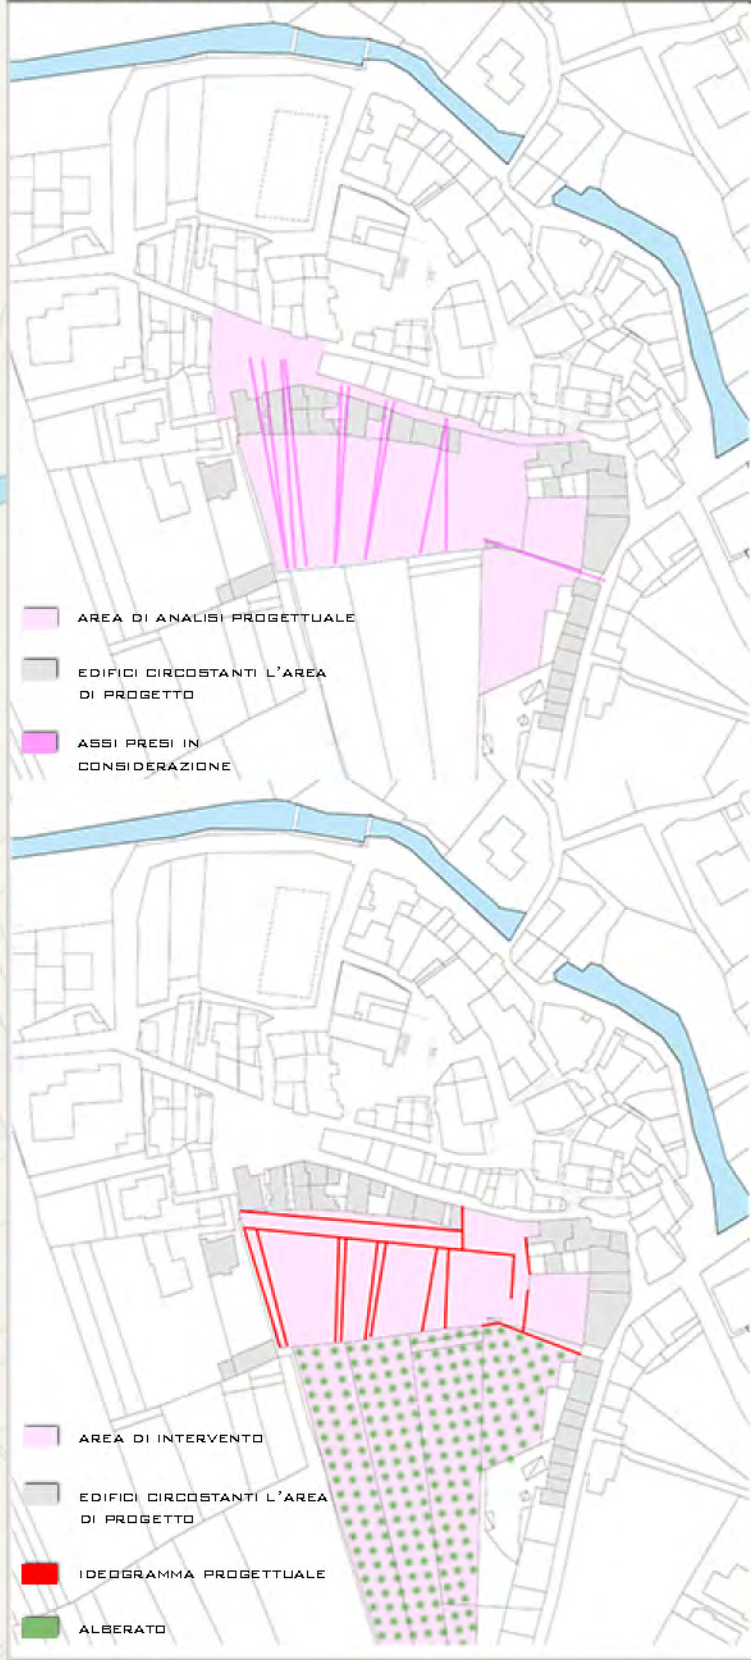 AREA DI ANALISI PROGETTUALE
EDIFICI CIRCOSTANTI L'AREA
DI PROGETTO
ASSI PRESI IN
CONSIDERAZIONE
AREA DI INTERVENTO
EDIFICI CIRCOSTANTI L'AREA
DI PROGETTO
IDEOGRAMMA PROGETTUALE
ALBERATO